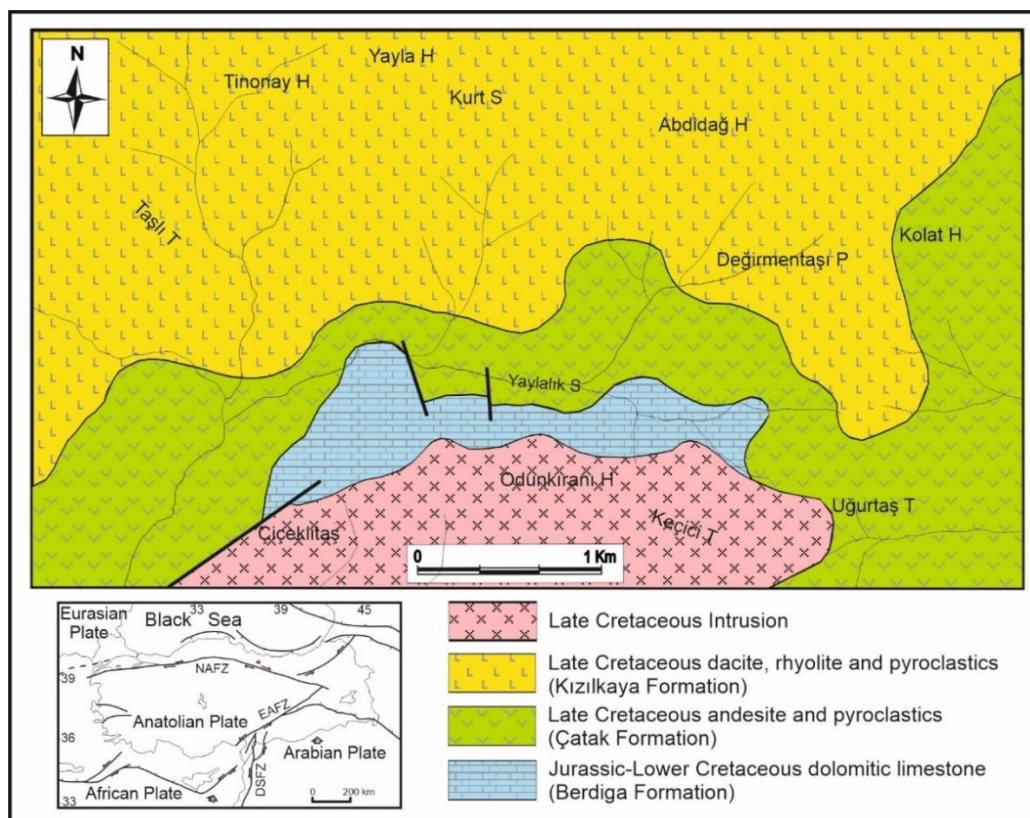 N
Yayla H
Tinonay H
Kurt S
Abdidağ H
Taşlı T
Kolat H
Değirmentaşı P
Yaylalık S
Odunkıranı H
Uğurtaş T
Keçici T
Çiçeklitaş
0 1 Km
Eurasian Plate
Black Sea
33 39 45
39
NAFZ
Anatolian Plate
EAFZ
36
Arabian Plate
DSFZ
African Plate
33
0 200 km
Late Cretaceous Intrusion
Late Cretaceous dacite, rhyolite and pyroclastics
(Kızılkaya Formation)
Late Cretaceous andesite and pyroclastics
(Çatak Formation)
Jurassic-Lower Cretaceous dolomitic limestone
(Berdiga Formation)